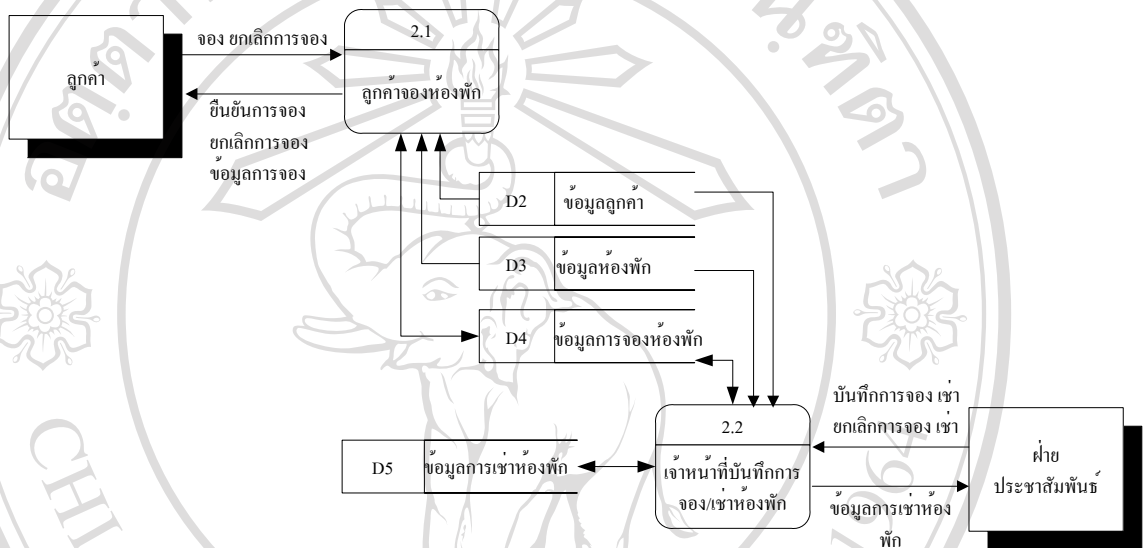 ลูกค้า
จอง ยกเลิกการจอง
2.1
ลูกค้าจองห้องพัก
ยืนยันการจอง
ยกเลิกการจอง
ข้อมูลการจอง
D2 ข้อมูลลูกค้า
D3 ข้อมูลห้องพัก
D4 ข้อมูลการจองห้องพัก
D5 ข้อมูลการเช่าห้องพัก
2.2
เจ้าหน้าที่บันทึกการ
จอง/เช่าห้องพัก
บันทึกการจอง เช่า
ยกเลิกการจอง เช่า
ข้อมูลการเช่าห้อง
พัก
ฝ่าย
ประชาสัมพันธ์
CHI
1964